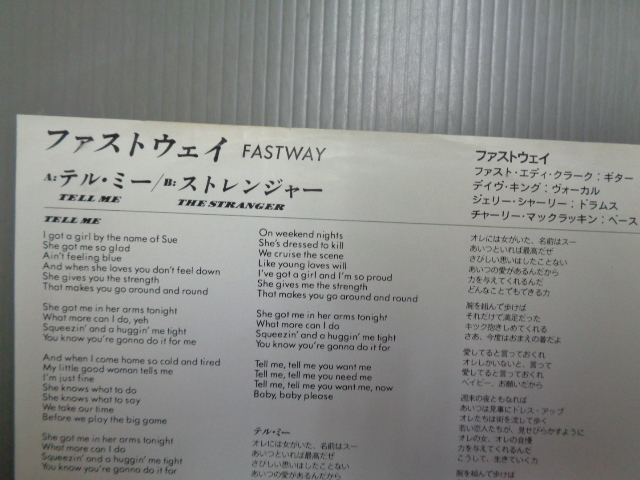 ファストウェイ FASTWAY
A:テル・ミー/B:ストレンジャー
TELL ME THE STRANGER
ファストウェイ
ファスト・エディ・クラーク:ギター
デイヴ・キング:ヴォーカル
ジェリー・シャーリー:ドラムス
チャーリー・マックラッキン:ベース
TELL ME
I got a girl by the name of Sue
She got me so glad
Ain't feeling blue
And when she loves you don't feel down
She gives you the strength
That makes you go around and round
She got me in her arms tonight
What more can I do, yeh
Squeezin' and a huggin' me tight
You know you're gonna do it for me
And when I come home so cold and tired
My little good woman tells me
I'm just fine
She knows what to do
She knows what to say
We take our time
Before we play the big game
She got me in her arms tonight
What more can I do
Squeezin' and a huggin' me tight
You know you're gonna do it for
On weekend nights
She's dressed to kill
We cruise the scene
Like young loves will
I've got a girl and I'm so proud
She gives me the strength
That makes you go around and round
She got me in her arms tonight
What more can I do
Squeezin' and a huggin' me tight
You know you're gonna do it for
Tell me, tell me you want me
Tell me, tell me you need me
Tell me, tell me you want me, now
Baby, baby please
テル・ミー
オレには女がいた、名前はスー
あいつといれば最高だぜ
さびしい思いはしたことない
あいつの愛があるんだから
オレには女がいた、名前はスー
あいつといれば最高だぜ
さびしい思いはしたことない
あいつの愛があるんだから
力を与えてくれるんだ
どんなことでもできる力
腕を組んで歩けば
それだけで満足だった
キック抱きしめてくれる
さあ、今度はおまえの番だよ
愛してると言っておくれ
オレしかいないと、言って
愛してると言っておくれ
ベイビー、お願いだから
週末の夜ともなれば
あいつは見事にドレス・アップ
オレたちは街を流して歩く
若い恋人たちが、見せびらかすように
オレの女、オレの自慢
力を与えてくれるんだ
こうして、生きていく力
腕を組んで歩けば